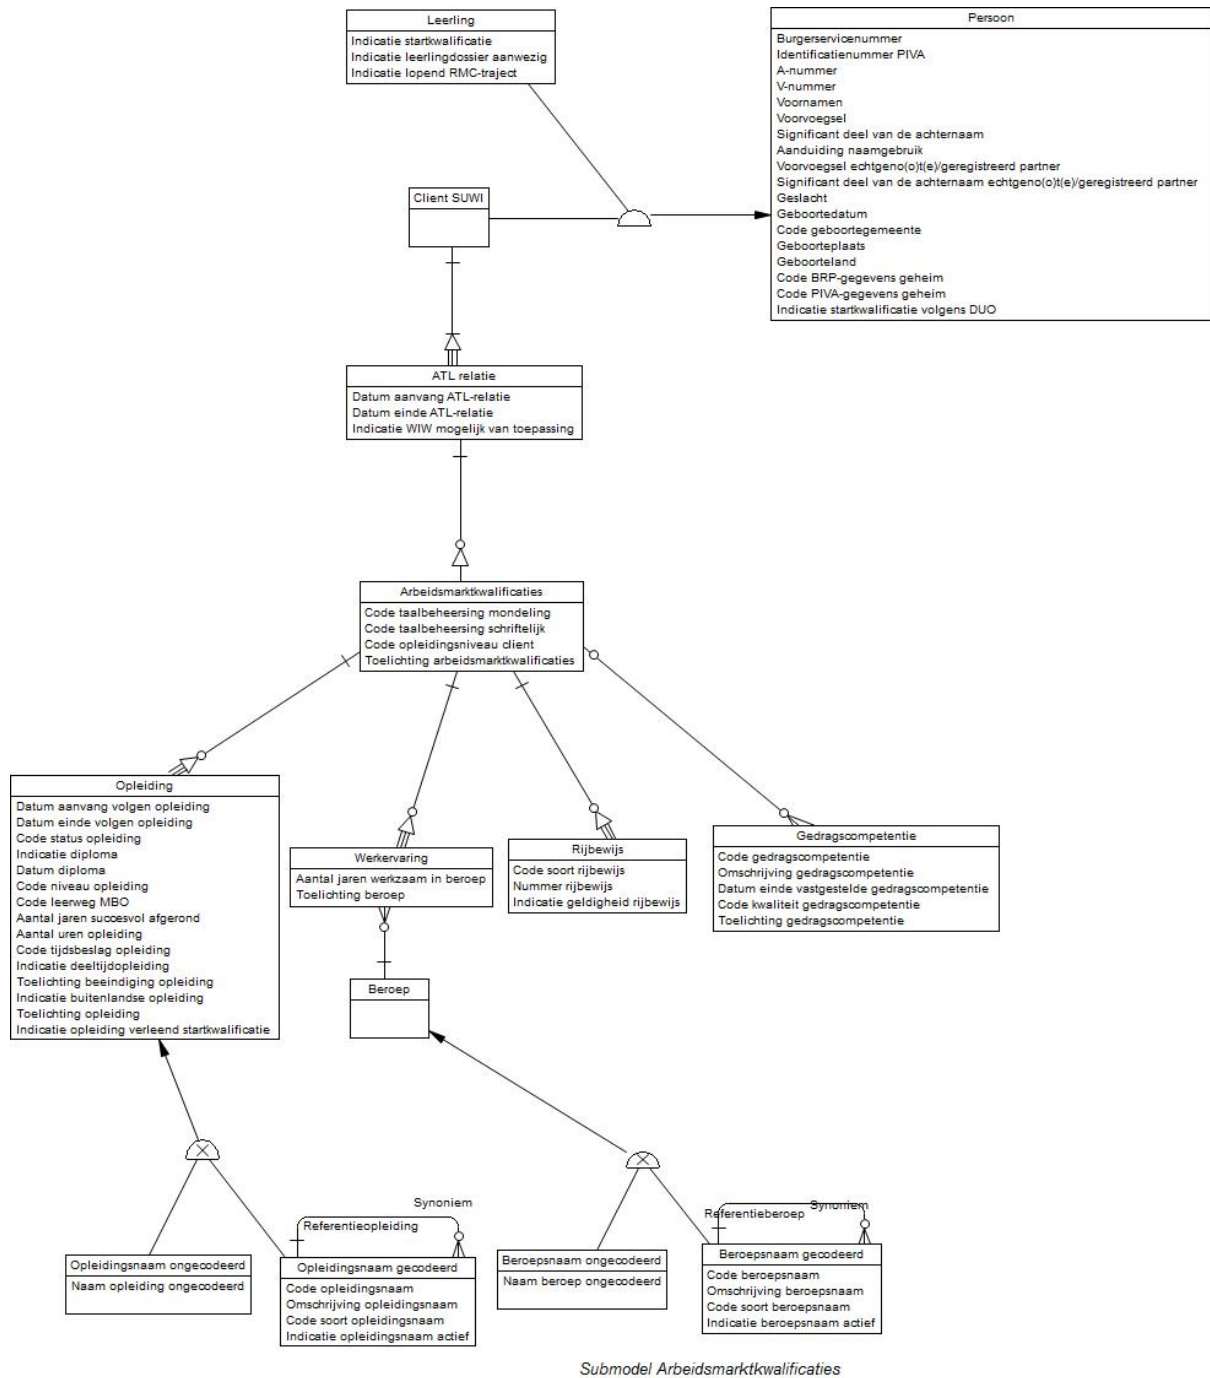 Leerling
Indicatie startkwalificatie
Indicatie leerlingdossier aanwezig
Indicatie lopend RMC-traject
Persoon
Burgerservicenummer
Identificatienummer PIVA
A-nummer
V-nummer
Voornamen
Voorvoegsel
Significant deel van de achternaam
Aanduiding naamgebruik
Voorvoegsel echtgeno(o)t(e)/geregistreerd partner
Significant deel van de achternaam echtgeno(o)t(e)/geregistreerd partner
Geslacht
Geboortedatum
Code geboortegemeente
Geboorteplaats
Geboorteland
Code BRP-gegevens geheim
Code PIVA-gegevens geheim
Indicatie startkwalificatie volgens DUO
Client SUWI
ATL relatie
Datum aanvang ATL-relatie
Datum einde ATL-relatie
Indicatie WIW mogelijk van toepassing
Arbeidsmarktkwalificaties
Code taalbeheersing mondeling
Code taalbeheersing schriftelijk
Code opleidingsniveau client
Toelichting arbeidsmarktkwalificaties
Opleiding
Datum aanvang volgen opleiding
Datum einde volgen opleiding
Code status opleiding
Indicatie diploma
Datum diploma
Code niveau opleiding
Code leerweg MBO
Aantal jaren succesvol afgerond
Aantal uren opleiding
Code tijdsbeslag opleiding
Indicatie deeltijdopleiding
Toelichting beeindiging opleiding
Indicatie buitenlandse opleiding
Toelichting opleiding
Indicatie opleiding verleend startkwalificatie
Werkervaring
Aantal jaren werkzaam in beroep
Toelichting beroep
Rijbewijs
Code soort rijbewijs
Nummer rijbewijs
Indicatie geldigheid rijbewijs
Gedragscompetentie
Code gedragscompetentie
Omschrijving gedragscompetentie
Datum einde vastgestelde gedragscompetentie
Code kwaliteit gedragscompetentie
Toelichting gedragscompetentie
Beroep
Synoniem
Referentieopleiding
Opleidingsnaam ongecodeerd
Naam opleiding ongecodeerd
Opleidingsnaam gecodeerd
Code opleidingsnaam
Omschrijving opleidingsnaam
Code soort opleidingsnaam
Indicatie opleidingsnaam actief
Synoniem
Referentieberoep
Beroepsnaam ongecodeerd
Naam beroep ongecodeerd
Beroepsnaam gecodeerd
Code beroepsnaam
Omschrijving beroepsnaam
Code soort beroepsnaam
Indicatie beroepsnaam actief
Submodel Arbeidsmarktkwalificaties